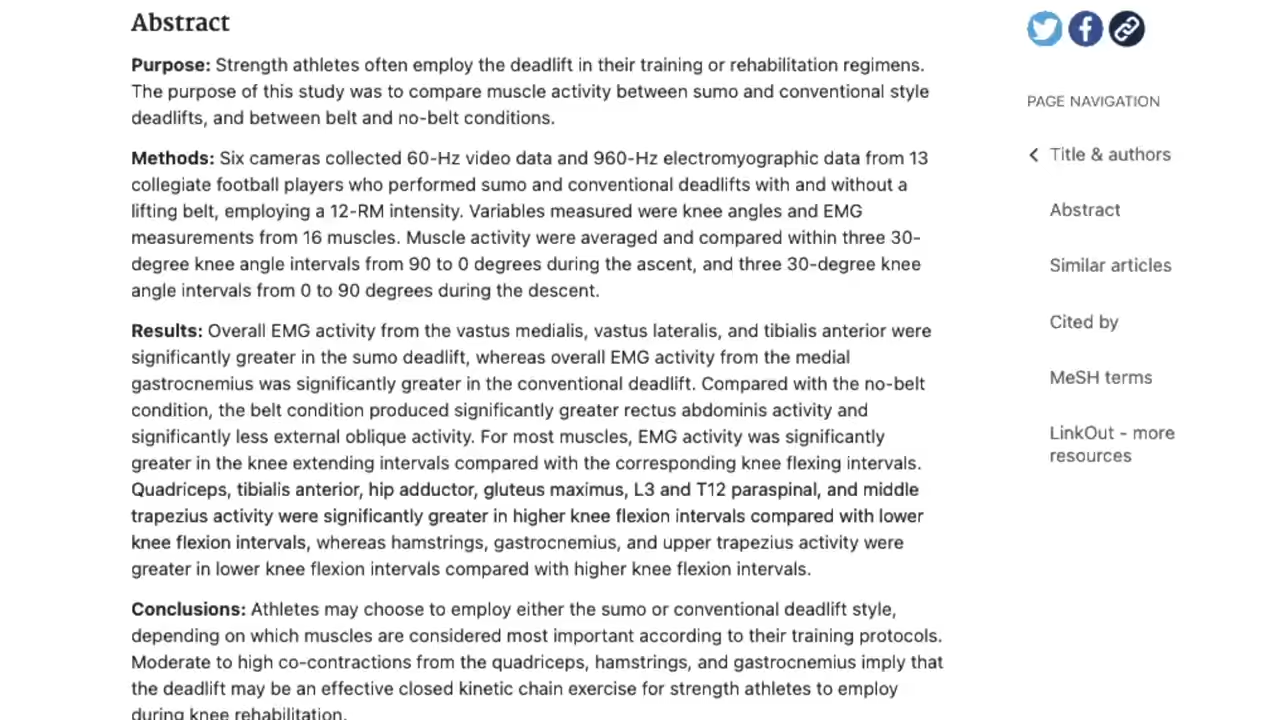 Abstract
Purpose: Strength athletes often employ the deadlift in their training or rehabilitation regimens.
The purpose of this study was to compare muscle activity between sumo and conventional style
deadlifts, and between belt and no-belt conditions.
Methods: Six cameras collected 60-Hz video data and 960-Hz electromyographic data from 13
collegiate football players who performed sumo and conventional deadlifts with and without a
lifting belt, employing a 12-RM intensity. Variables measured were knee angles and EMG
measurements from 16 muscles. Muscle activity were averaged and compared within three 30-
degree knee angle intervals from 90 to 0 degrees during the ascent, and three 30-degree knee
angle intervals from 0 to 90 degrees during the descent.
Results: Overall EMG activity from the vastus medialis, vastus lateralis, and tibialis anterior were
significantly greater in the sumo deadlift, whereas overall EMG activity from the medial
gastrocnemius was significantly greater in the conventional deadlift. Compared with the no-belt
condition, the belt condition produced significantly greater rectus abdominis activity and
significantly less external oblique activity. For most muscles, EMG activity was significantly
greater in the knee extending intervals compared with the corresponding knee flexing intervals.
Quadriceps, tibialis anterior, hip adductor, gluteus maximus, L3 and T12 paraspinal, and middle
trapezius activity were significantly greater in higher knee flexion intervals compared with lower
knee flexion intervals, whereas hamstrings, gastrocnemius, and upper trapezius activity were
greater in lower knee flexion intervals compared with higher knee flexion intervals.
Conclusions: Athletes may choose to employ either the sumo or conventional deadlift style,
depending on which muscles are considered most important according to their training protocols.
Moderate to high co-contractions from the quadriceps, hamstrings, and gastrocnemius imply that
the deadlift may be an effective closed kinetic chain exercise for strength athletes to employ
during knee rehabilitation.
PAGE NAVIGATION
Title & authors
Abstract
Similar articles
Cited by
MeSH terms
LinkOut - more
resources